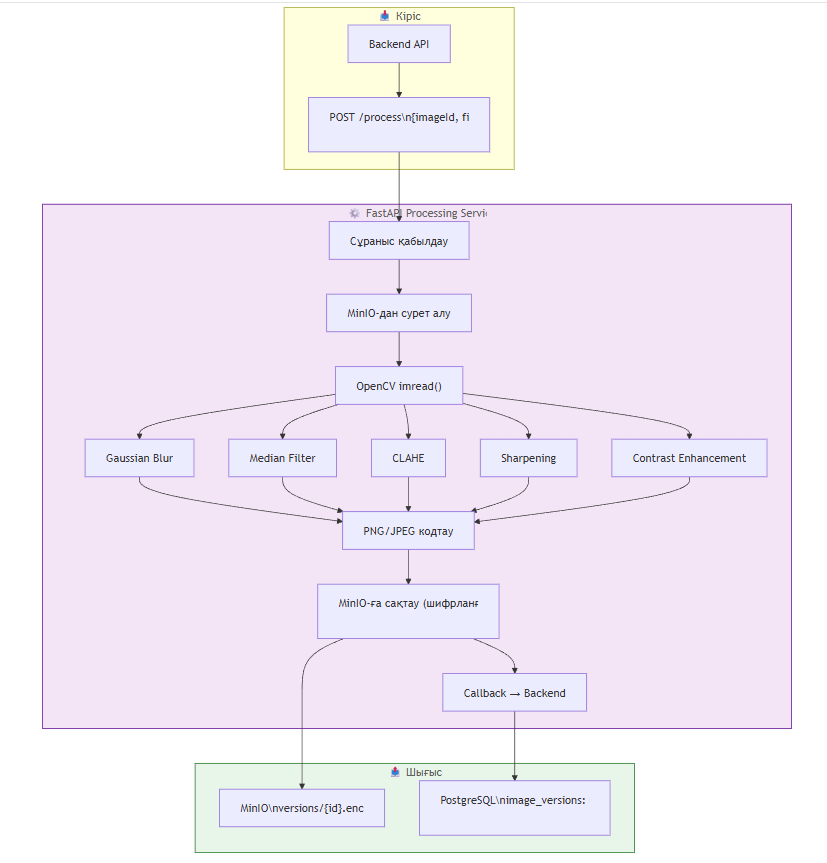 📥 Кіріс
Backend API
POST /process\n{imageId, fi
⚙️ FastAPI Processing Servic
Сұраныс қабылдау
MinIO-дан сурет алу
OpenCV imread()
Gaussian Blur
Median Filter
CLAHE
Sharpening
Contrast Enhancement
PNG/JPEG кодтау
MinIO-ға сақтау (шифрланғ
Callback → Backend
📤 Шығыс
MinIO\nversions/{id}.enc
PostgreSQL\nimage_versions: